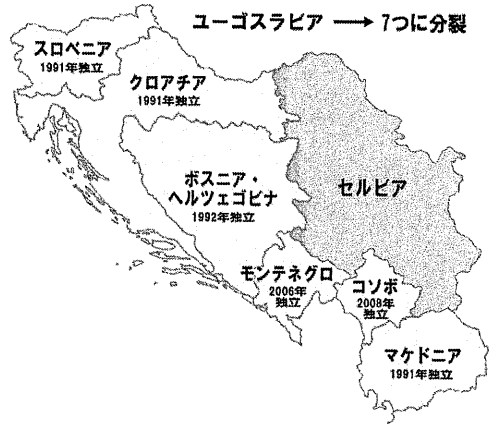 ユーゴスラビア → 7つに分裂
スロベニア
1991年独立
クロアチア
1991年独立
ボスニア・
ヘルツェゴビナ
1992年独立
セルビア
モンテネグロ
2006年
独立
コソボ
2008年
独立
マケドニア
1991年独立